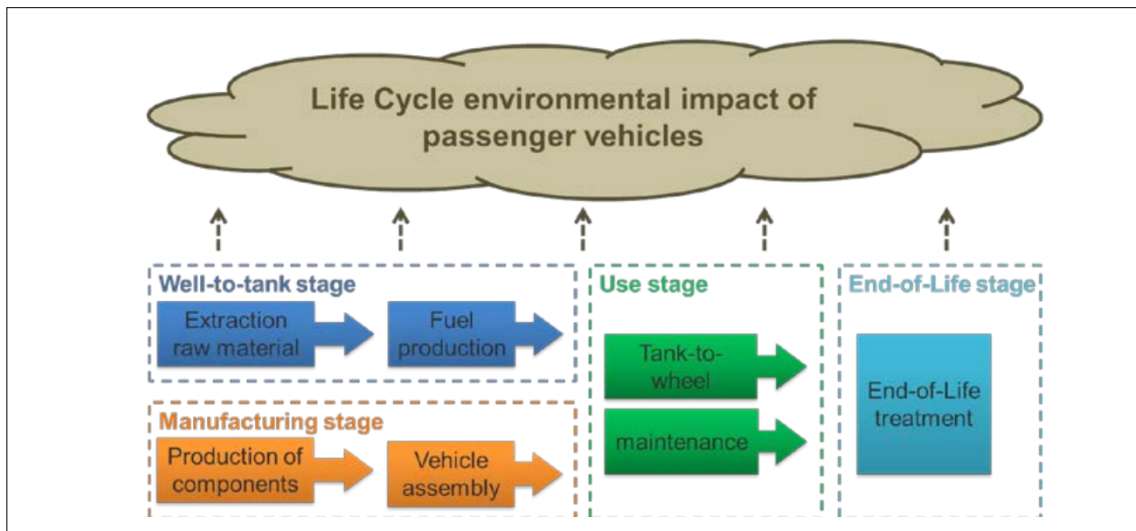 Life Cycle environmental impact of
passenger vehicles
Well-to-tank stage
Extraction
raw material
Fuel
production
Manufacturing stage
Production of
components
Vehicle
assembly
Use stage
Tank-to-
wheel
maintenance
End-of-Life stage
End-of-Life
treatment